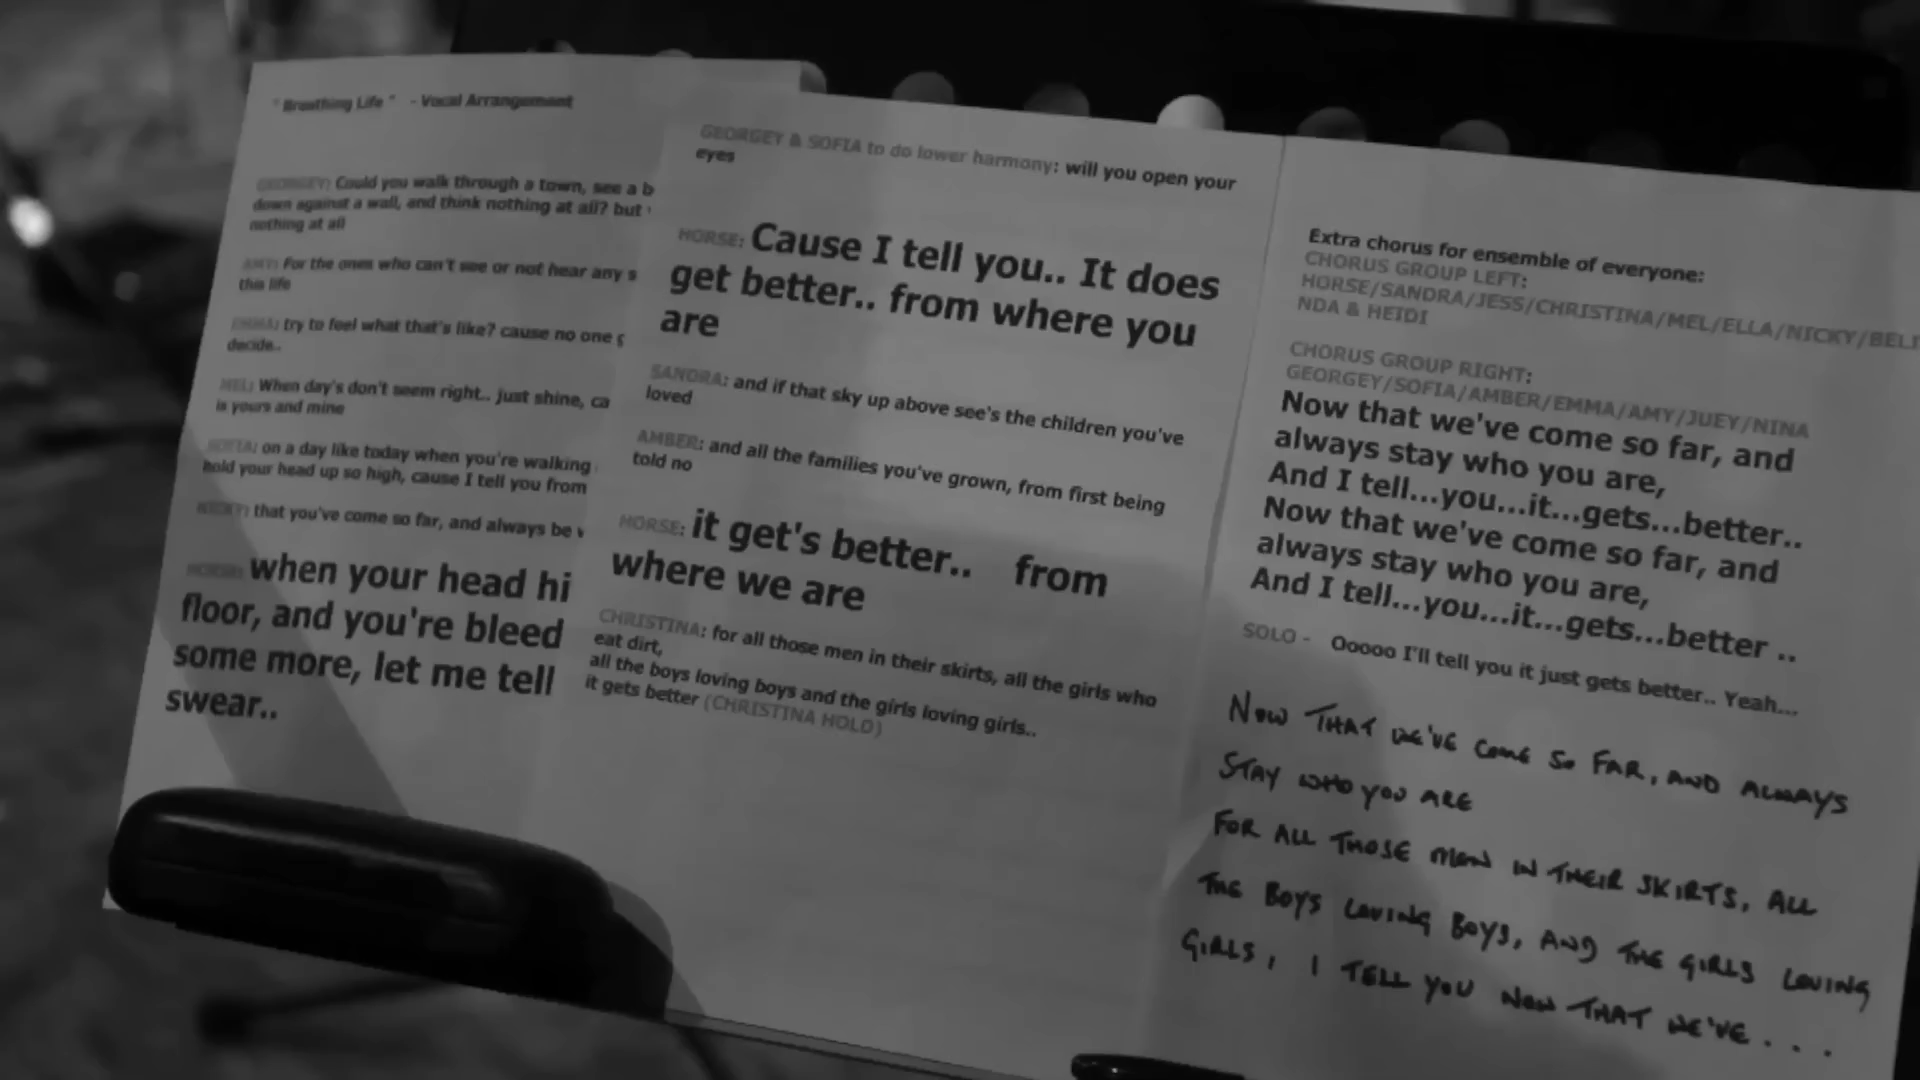 "Breathing Life" - Vocal Arrangement
GEORGEY: Could you walk through a town, see a b
down against a wall, and think nothing at all? but
nothing at all
AMY: For the ones who can't see or not hear any s
this life
EMMA: try to feel what that's like? cause no one g
decide..
MEL: When day's don't seem right.. just shine, ca
is yours and mine
SOFIA: on a day like today when you're walking
hold your head up so high, cause I tell you from
NICKY: that you've come so far, and always be w
HORSE: when your head hi
floor, and you're bleed
some more, let me tell
swear..
GEORGEY & SOFIA to do lower harmony: will you open your
eyes
HORSE: Cause I tell you.. It does
get better.. from where you
are
SANDRA: and if that sky up above see's the children you've
loved
AMBER: and all the families you've grown, from first being
told no
HORSE: it get's better.. from
where we are
CHRISTINA: for all those men in their skirts, all the girls who
eat dirt,
all the boys loving boys and the girls loving girls..
it gets better (CHRISTINA HOLD)
Extra chorus for ensemble of everyone:
CHORUS GROUP LEFT:
HORSE/SANDRA/JESS/CHRISTINA/MEL/ELLA/NICKY/BELI
NDA & HEIDI
CHORUS GROUP RIGHT:
GEORGEY/SOFIA/AMBER/EMMA/AMY/JUEY/NINA
Now that we've come so far, and
always stay who you are,
And I tell...you...it...gets...better..
Now that we've come so far, and
always stay who you are,
And I tell...you...it...gets...better ..
SOLO - Ooooo I'll tell you it just gets better.. Yeah...
NOW THAT WE'VE COME SO FAR, AND ALWAYS
STAY WHO YOU ARE
FOR ALL THOSE MEN IN THEIR SKIRTS, ALL
THE BOYS LOVING BOYS, AND THE GIRLS LOVING
GIRLS, I TELL YOU NOW THAT WE'VE . . .